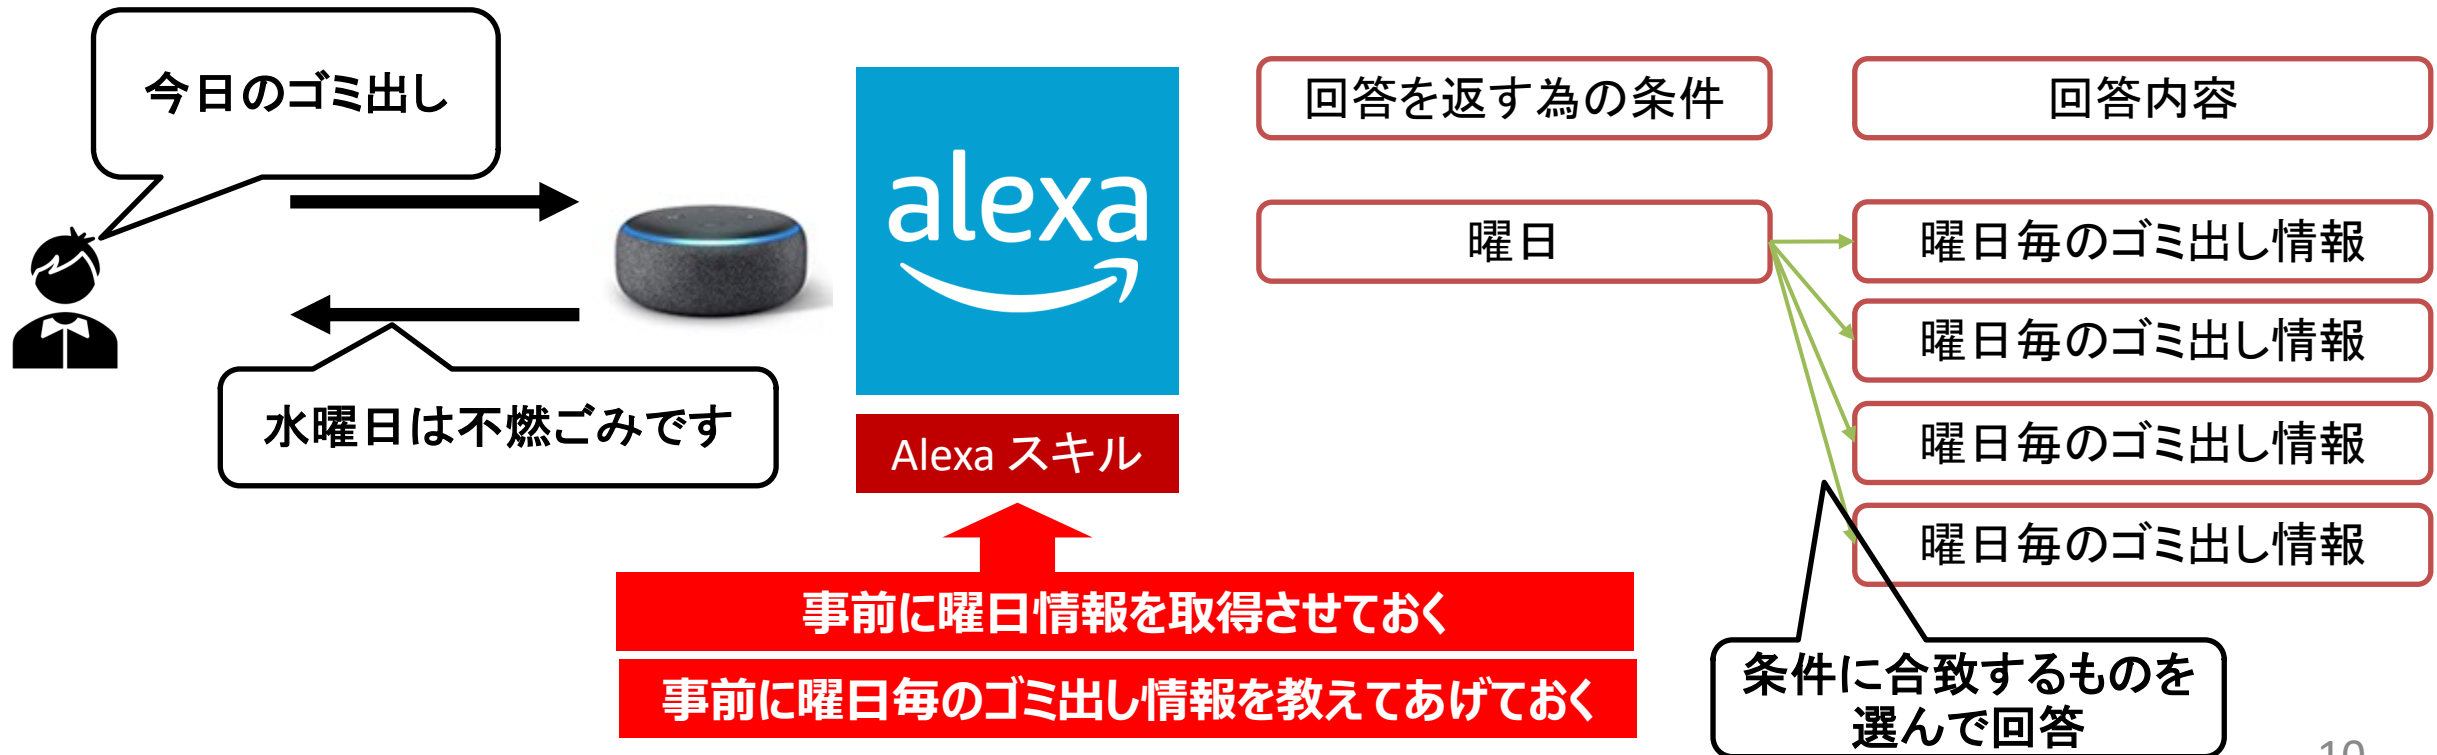 今日のゴミ出し
水曜日は不燃ごみです
alexa
Alexa スキル
事前に曜日情報を取得させておく
事前に曜日毎のゴミ出し情報を教えてあげておく
回答を返す為の条件
回答内容
曜日
曜日毎のゴミ出し情報
曜日毎のゴミ出し情報
曜日毎のゴミ出し情報
曜日毎のゴミ出し情報
条件に合致するものを
選んで回答